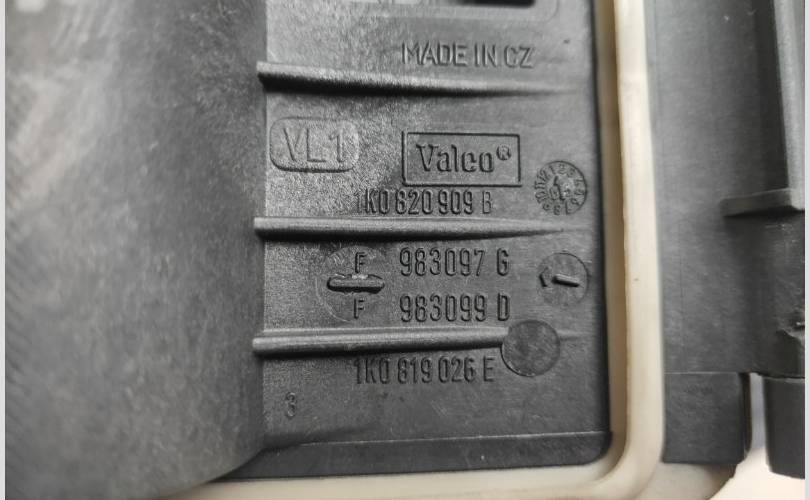 MADE IN CZ
VL1
Valeo®
1K0 820 909 B
F 983097 G
F 983099 D
1K0 819 026 E
3